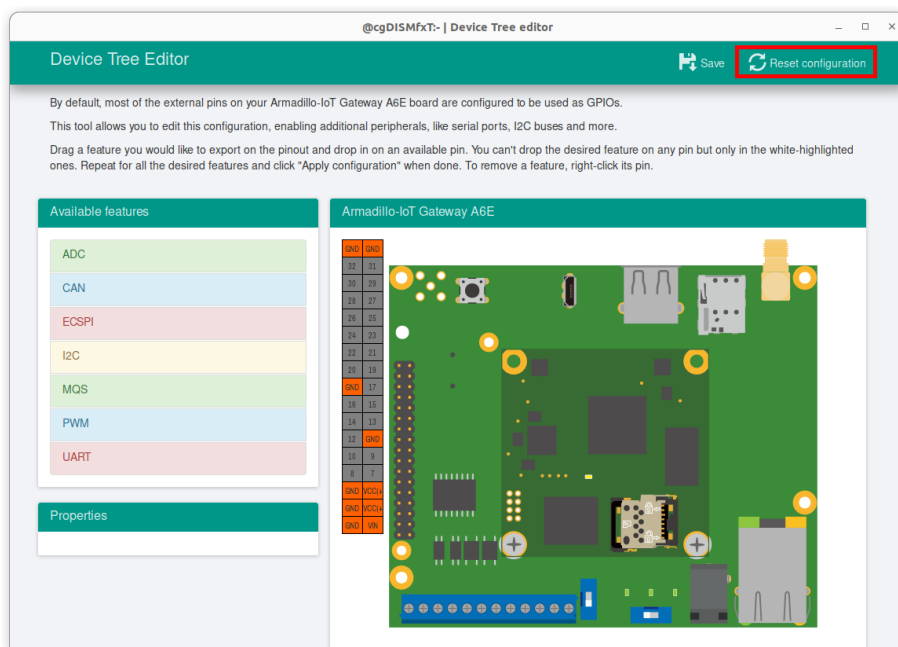 @cgDISMfxT:~ | Device Tree editor
Device Tree Editor
Save
Reset configuration
By default, most of the external pins on your Armadillo-IoT Gateway A6E board are configured to be used as GPIOs.
This tool allows you to edit this configuration, enabling additional peripherals, like serial ports, I2C buses and more.
Drag a feature you would like to export on the pinout and drop in on an available pin. You can't drop the desired feature on any pin but only in the white-highlighted
ones. Repeat for all the desired features and click "Apply configuration" when done. To remove a feature, right-click its pin.
Available features
ADC
CAN
ECSPI
I2C
MQS
PWM
UART
Properties
Armadillo-IoT Gateway A6E
GND GND
32 31
30 29
28 27
26 25
24 23
22 21
20 19
GND 17
16 15
14 13
12 GND
10 9
8 7
GND VCC(+
GND VCC(+
GND VIN